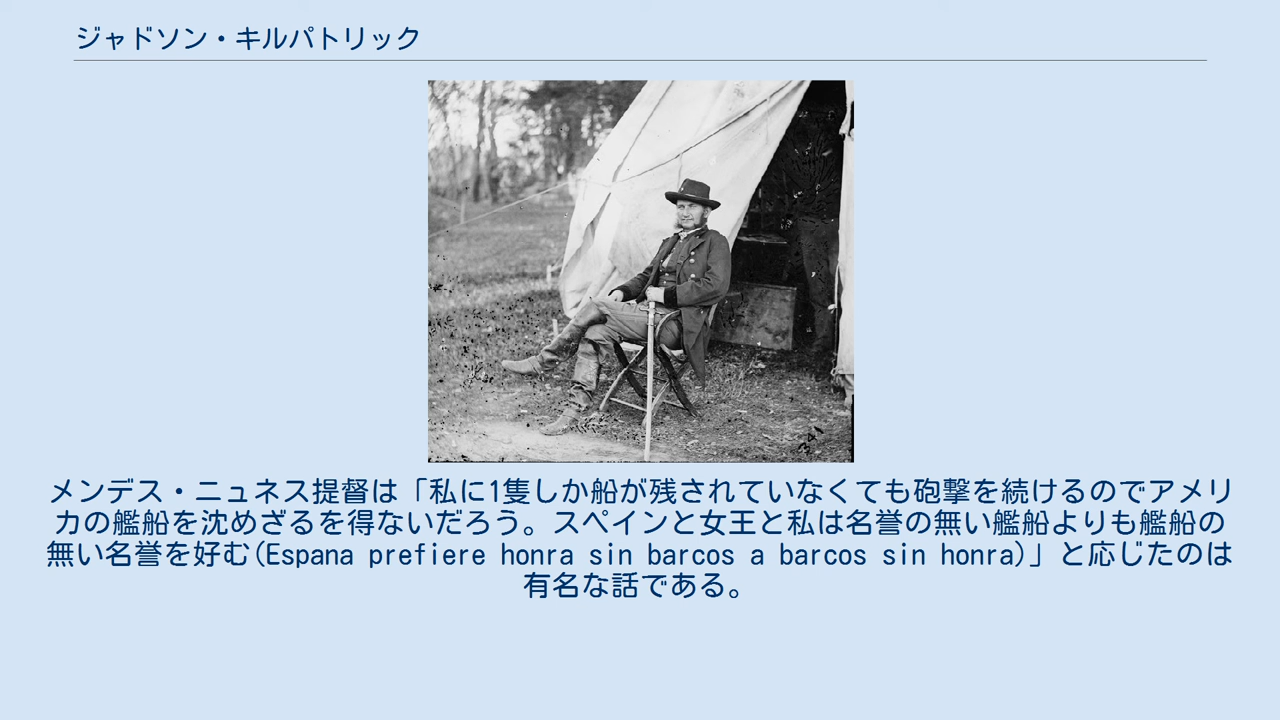 ジャドソン・キルパトリック
341
メンデス・ニュネス提督は「私に1隻しか船が残されていなくても砲撃を続けるのでアメリ
カの艦船を沈めざるを得ないだろう。スペインと女王と私は名誉の無い艦船よりも艦船の
無い名誉を好む(Espana prefiere honra sin barcos a barcos sin honra)」と応じたのは
有名な話である。